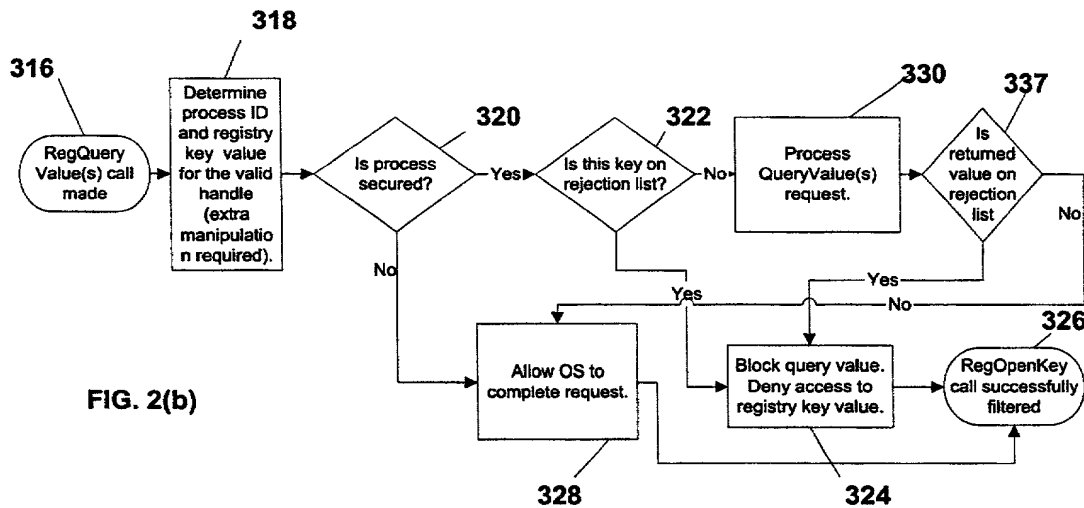 316
RegQuery
Value(s) call
made
318
Determine
process ID
and registry
key value
for the valid
handle
(extra
manipulatio
n required).
320
Is process
secured?
Yes
No
322
Is this key on
rejection list?
No
Yes
330
Process
QueryValue(s)
request.
337
Is
returned
value on
rejection
list
No
Yes
No
Allow OS to
complete request.
328
Block query value.
Deny access to
registry key value.
324
326
RegOpenKey
call successfully
filtered
FIG. 2(b)